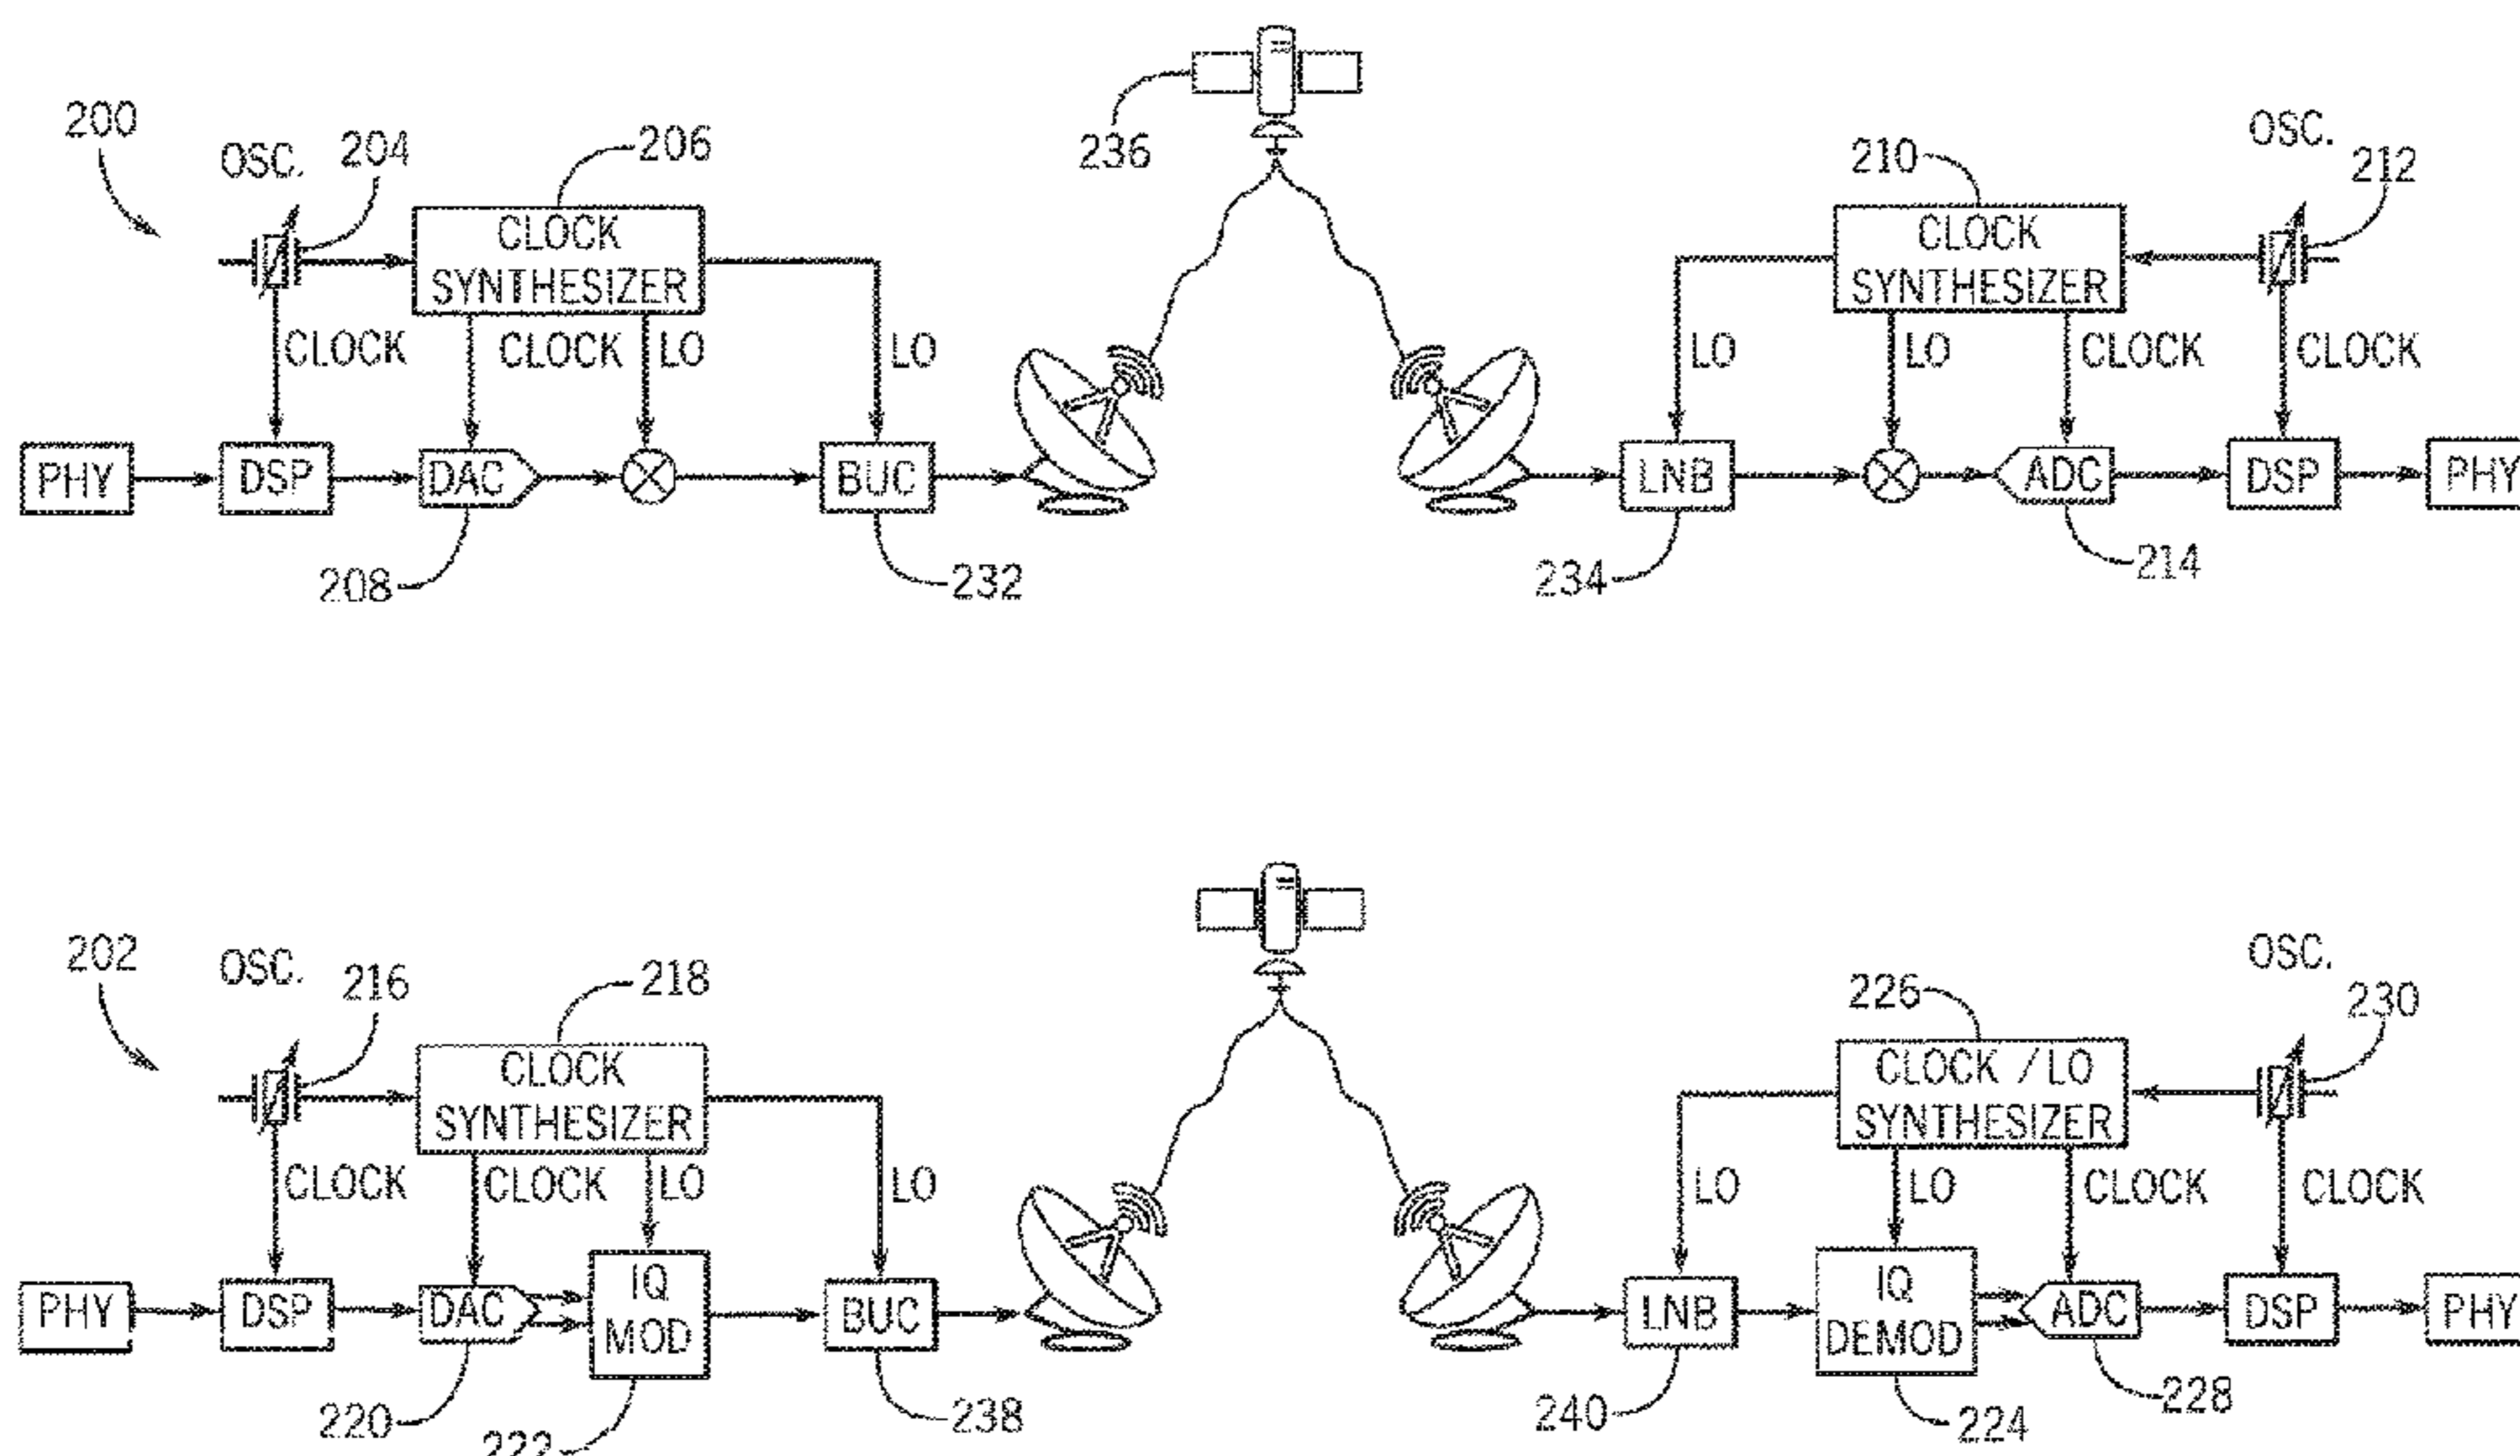 200
OSC.
204
206
236
210
OSC.
212
CLOCK
SYNTHESIZER
CLOCK
SYNTHESIZER
CLOCK
CLOCK
LO
LO
LO
LO
CLOCK
CLOCK
PHY
DSP
DAC
BUC
LNB
ADC
DSP
PHY
208
232
234
214
202
OSC.
216
218
226
OSC.
230
CLOCK
SYNTHESIZER
CLOCK / LO
SYNTHESIZER
CLOCK
CLOCK
LO
LO
LO
LO
CLOCK
CLOCK
PHY
DSP
DAC
IQ
MOD
BUC
LNB
IQ
DEMOD
ADC
DSP
PHY
220
222
238
240
224
228